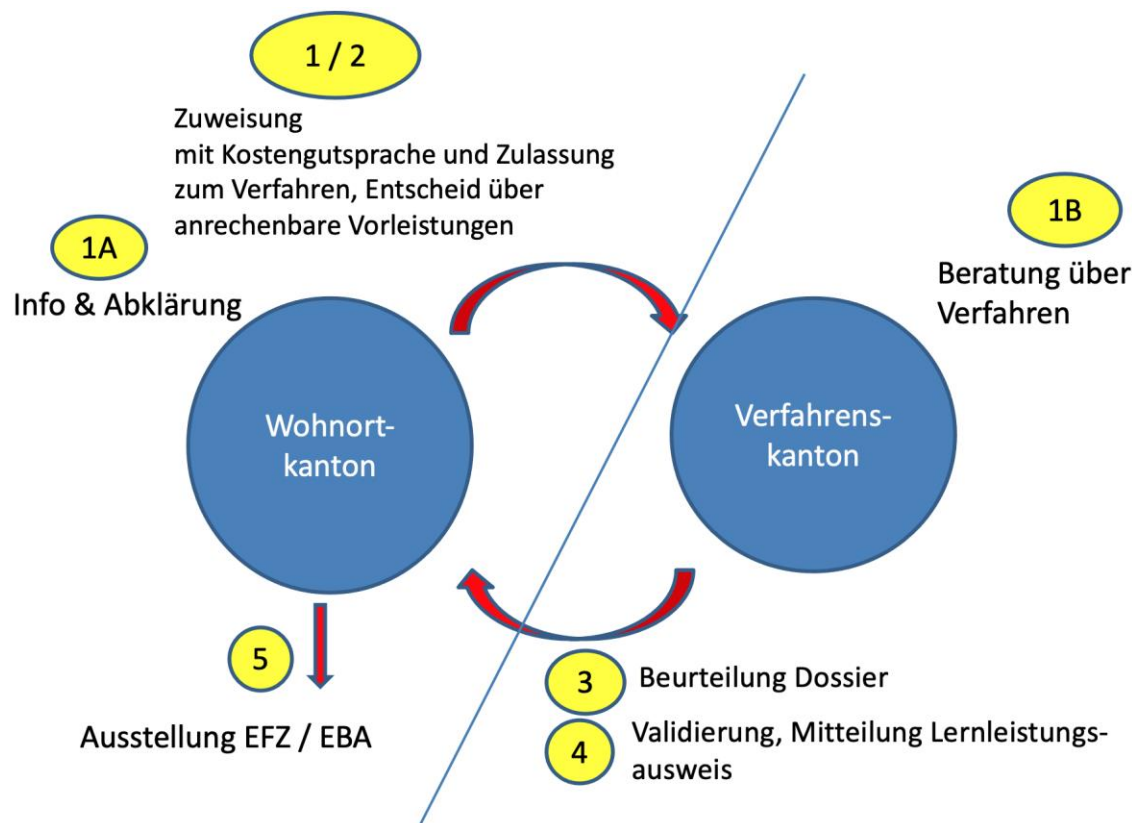 1 / 2
Zuweisung
mit Kostengutsprache und Zulassung
zum Verfahren, Entscheid über
anrechenbare Vorleistungen
1A
Info & Abklärung
1B
Beratung über
Verfahren
Wohnort-
kanton
Verfahrens-
kanton
5
Ausstellung EFZ / EBA
3
Beurteilung Dossier
4
Validierung, Mitteilung Lernleistungs-
ausweis